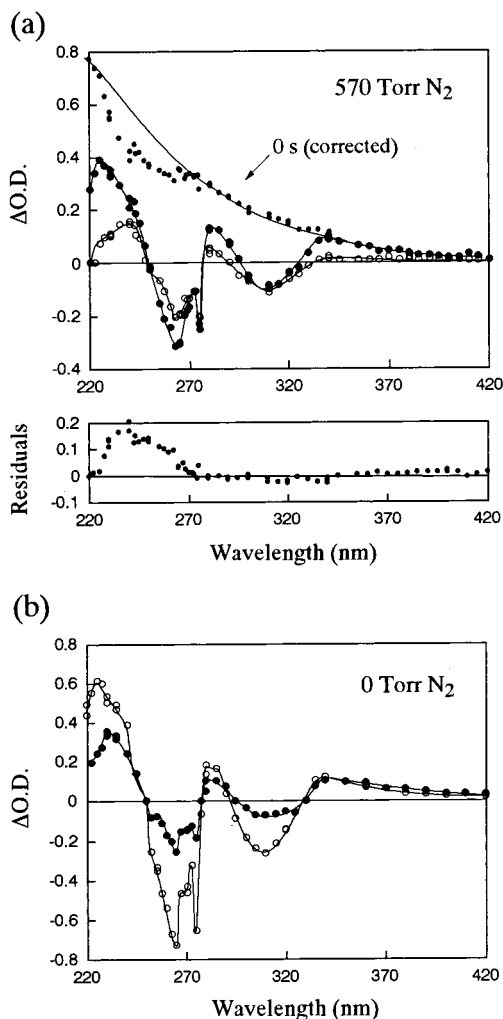 (a)
570 Torr N2
0 s (corrected)
ΔO.D.
0.8
0.6
0.4
0.2
0
-0.2
-0.4
220 270 320 370 420
Residuals
0.2
0.1
0
-0.1
220 270 320 370 420
Wavelength (nm)
(b)
0 Torr N2
ΔO.D.
0.8
0.6
0.4
0.2
0
-0.2
-0.4
-0.6
-0.8
220 270 320 370 420
Wavelength (nm)